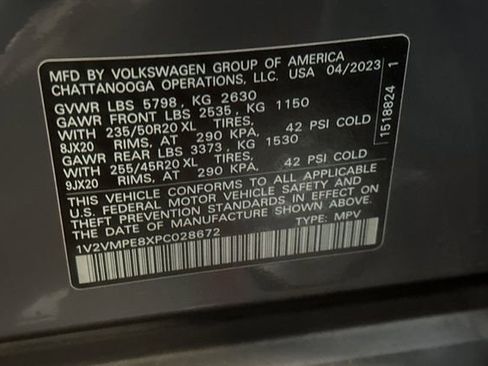 MFD BY VOLKSWAGEN GROUP OF AMERICA
CHATTANOOGA OPERATIONS, LLC. USA 04/2023
GVWR LBS 5798, KG 2630
GAWR FRONT LBS 2535, KG 1150
WITH 235/50R20 XL TIRES,
8JX20 RIMS, AT 290 KPA, 42 PSI COLD
GAWR REAR LBS 3373, KG 1530
WITH 255/45R20 XL TIRES,
9JX20 RIMS, AT 290 KPA, 42 PSI COLD
THIS VEHICLE CONFORMS TO ALL APPLICABLE
U.S. FEDERAL MOTOR VEHICLE SAFETY AND
THEFT PREVENTION STANDARDS IN EFFECT ON
THE DATE OF MANUFACTURE SHOWN ABOVE.
1V2VMPE8XPC028672 TYPE: MPV
1518824 1